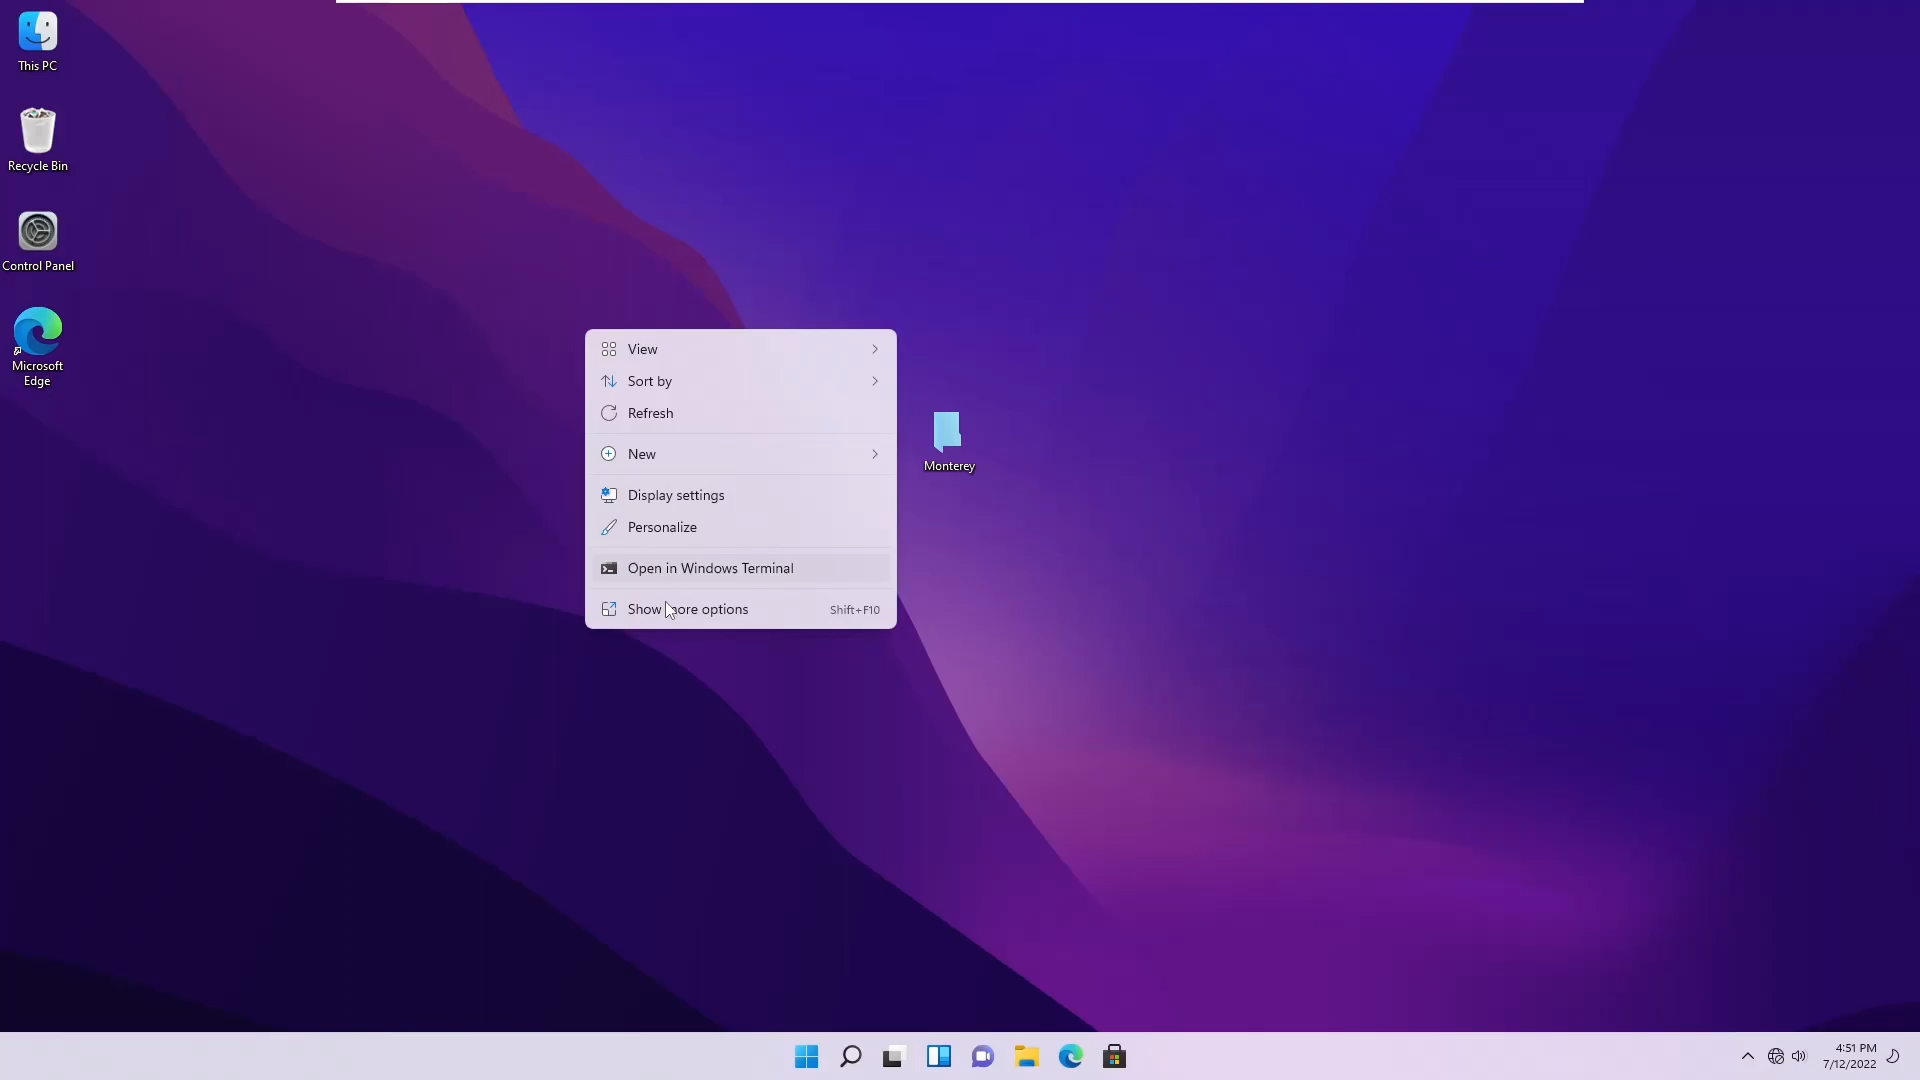 This PC
Recycle Bin
Control Panel
Microsoft
Edge
View
Sort by
Refresh
New
Display settings
Personalize
Open in Windows Terminal
Show more options Shift+F10
Monterey
4:51 PM
7/12/2022